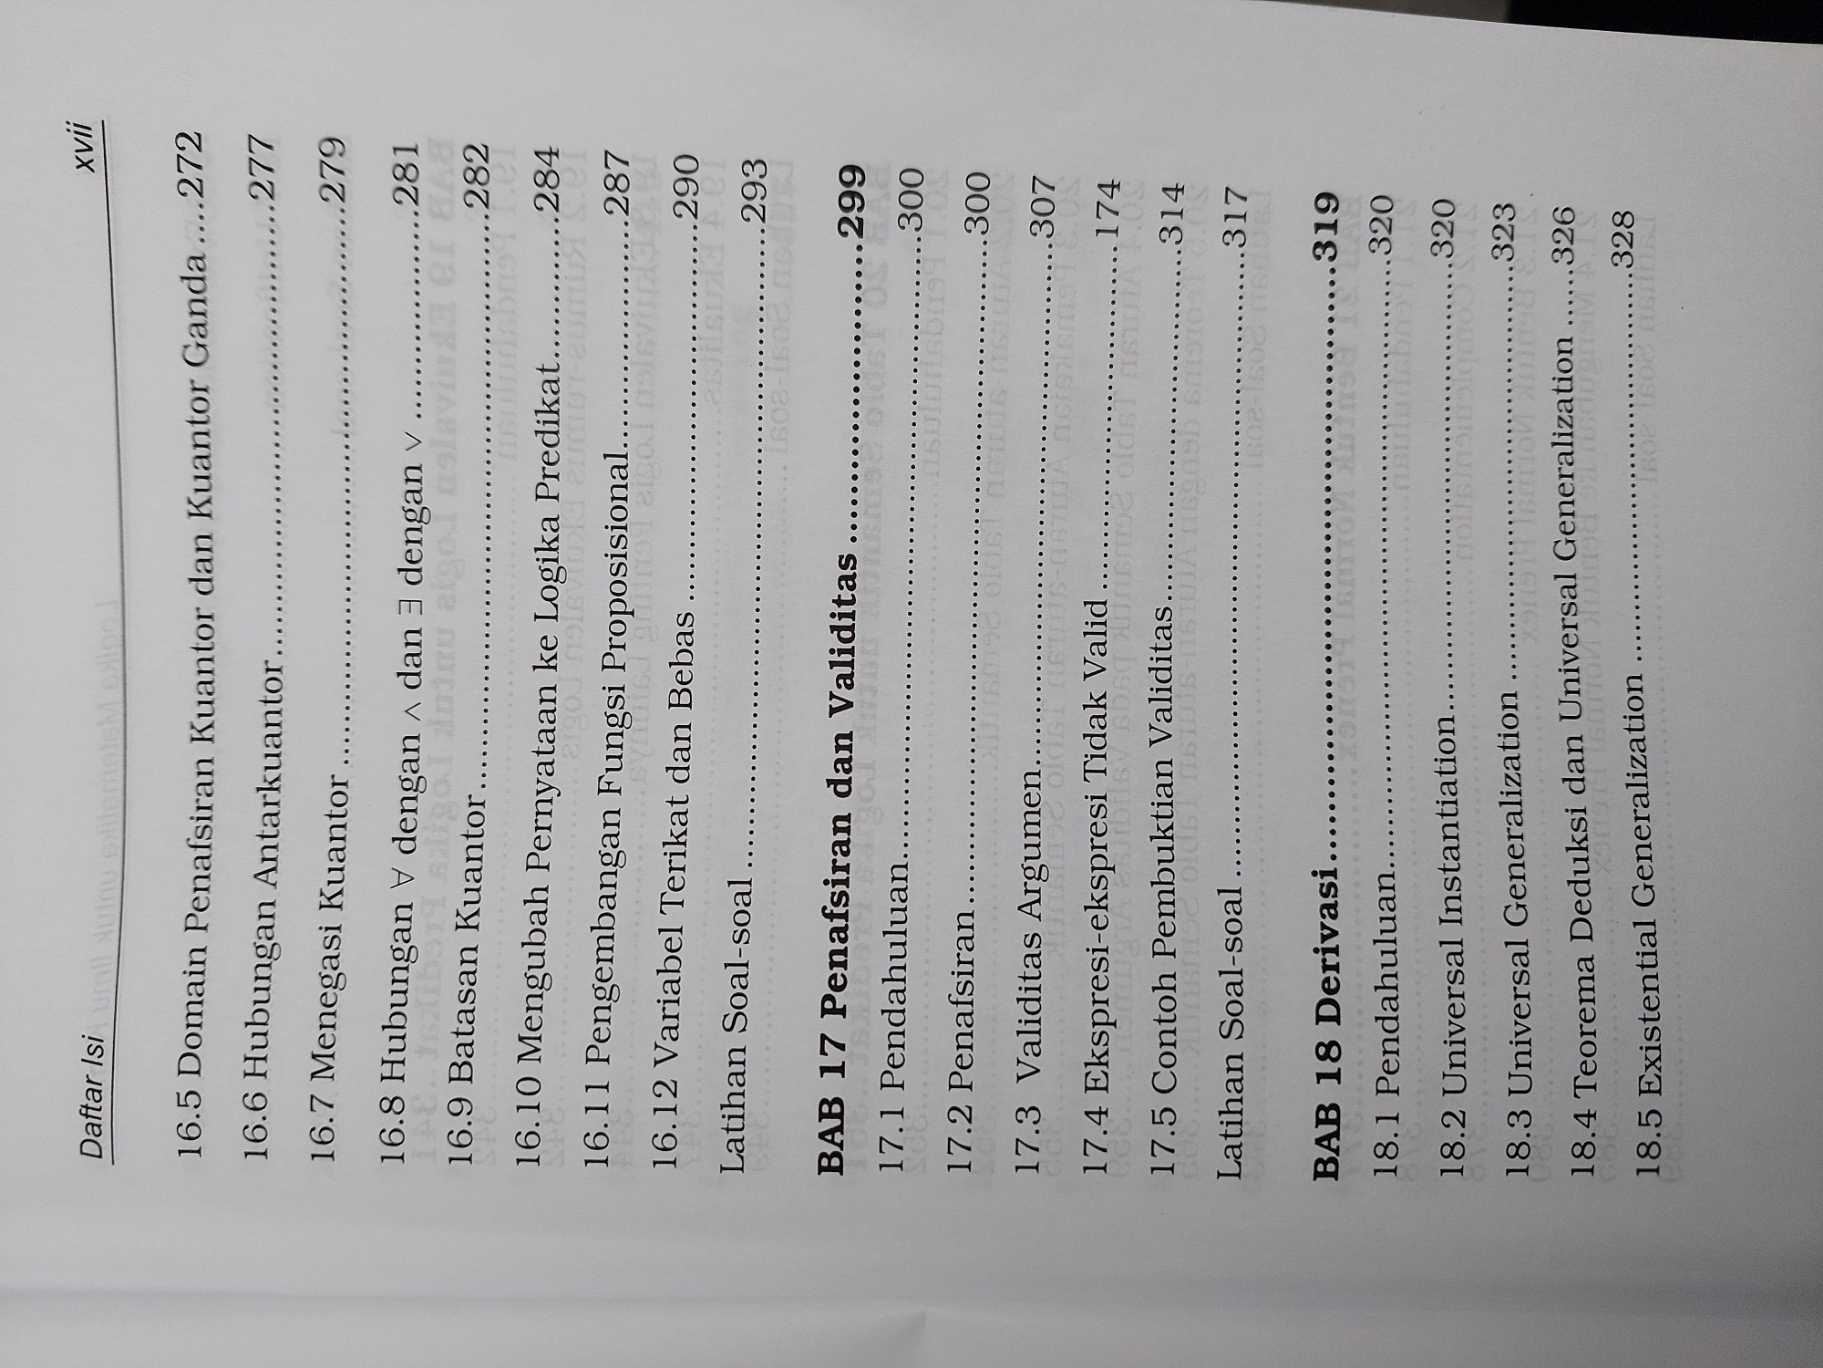 Daftar Isi xvii
16.5 Domain Penafsiran Kuantor dan Kuantor Ganda ....272
16.6 Hubungan Antarkuantor..........................................277
16.7 Menegasi Kuantor ....................................................279
16.8 Hubungan ∀ dengan ∧ dan ∃ dengan ∨ ....................281
16.9 Batasan Kuantor......................................................282
16.10 Mengubah Pernyataan ke Logika Predikat.............284
16.11 Pengembangan Fungsi Proposisional......................287
16.12 Variabel Terikat dan Bebas ....................................290
Latihan Soal-soal .............................................................293
BAB 17 Penafsiran dan Validitas ........................299
17.1 Pendahuluan...........................................................300
17.2 Penafsiran...............................................................300
17.3 Validitas Argumen..................................................307
17.4 Ekspresi-ekspresi Tidak Valid .................................174
17.5 Contoh Pembuktian Validitas..................................314
Latihan Soal-soal ............................................................317
BAB 18 Derivasi................................................319
18.1 Pendahuluan..........................................................320
18.2 Universal Instantiation...........................................320
18.3 Universal Generalization ........................................323
18.4 Teorema Deduksi dan Universal Generalization ......326
18.5 Existential Generalization ......................................328